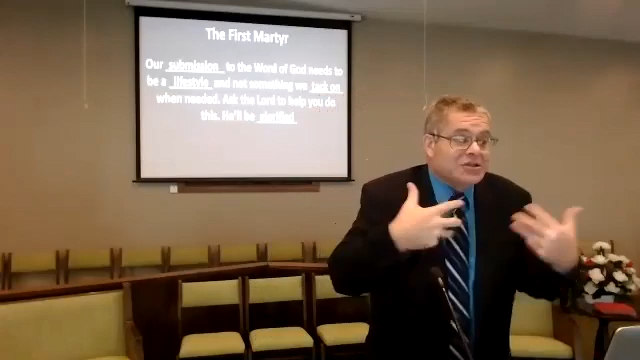 The First Martyr
Our submission to the Word of God needs to
be a lifestyle and not something we tack on
when needed. Ask the Lord to help you do
this. He'll be glorified.